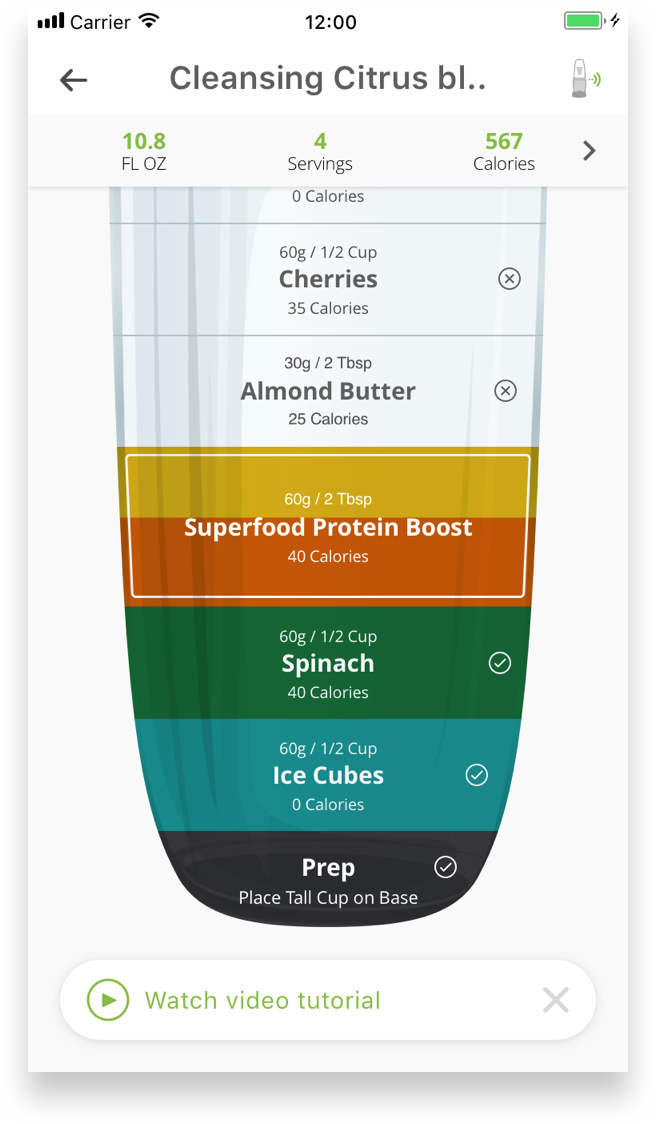 Carrier 12:00
Cleansing Citrus bl..
10.8 4 567
FL OZ Servings Calories
0 Calories
60g / 1/2 Cup
Cherries
35 Calories
30g / 2 Tbsp
Almond Butter
25 Calories
60g / 2 Tbsp
Superfood Protein Boost
40 Calories
60g / 1/2 Cup
Spinach
40 Calories
60g / 1/2 Cup
Ice Cubes
0 Calories
Prep
Place Tall Cup on Base
Watch video tutorial